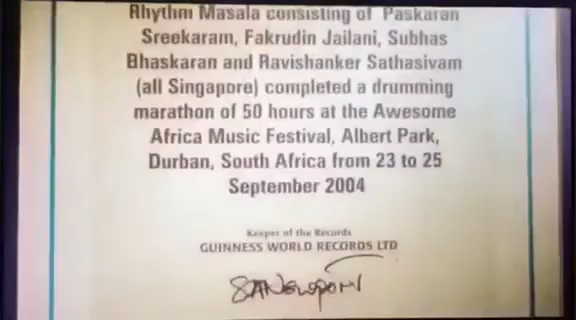 Rhythm Masala consisting of Paskaran
Sreekaram, Fakrudin Jailani, Subhas
Bhaskaran and Ravishanker Sathasivam
(all Singapore) completed a drumming
marathon of 50 hours at the Awesome
Africa Music Festival, Albert Park,
Durban, South Africa from 23 to 25
September 2004
Keeper of the Records
GUINNESS WORLD RECORDS LTD